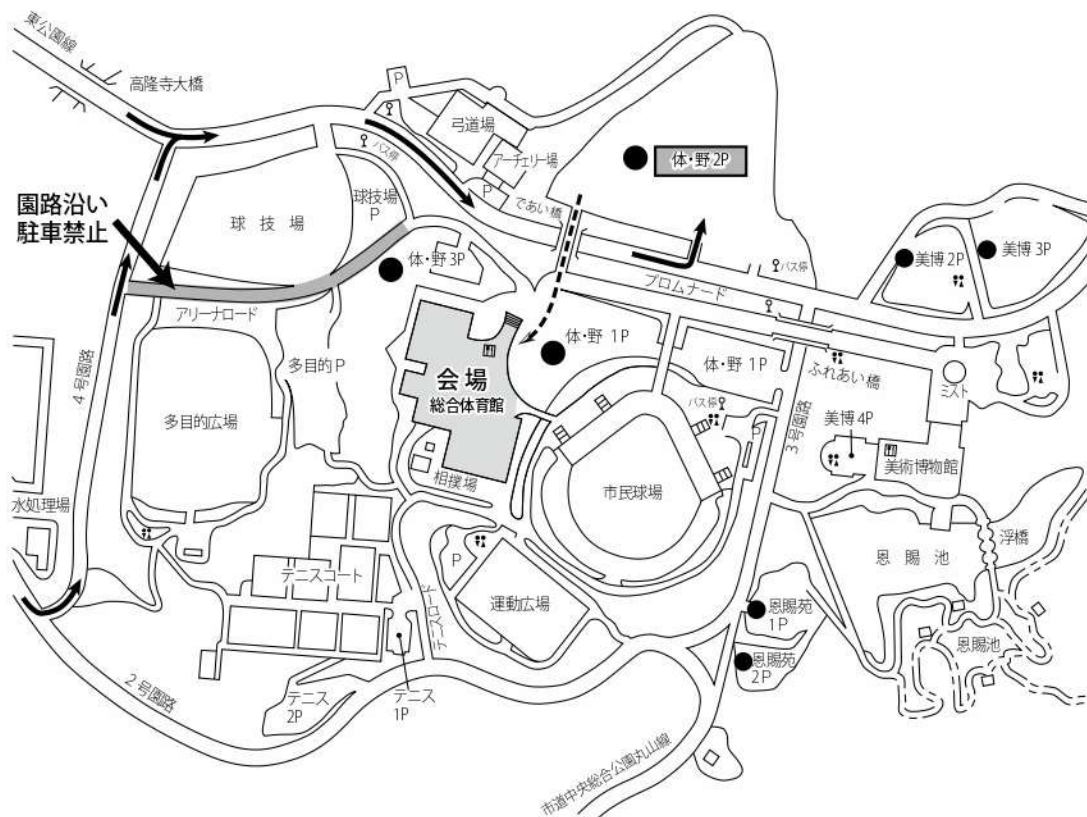 東公園線
高隆寺大橋
P
弓道場
バス停
アーチェリー場
体・野 2P
園路沿い
駐車禁止
球技場
P
P
であい橋
球 技 場
体・野 3P
バス停
美博 2P
美博 3P
プロムナード
アリーナロード
体・野 1P
4号園路
多目的P
会 場
総合体育館
体・野 1P
ふれあい橋
ミスト
バス停
P
3号園路
美博 4P
多目的広場
美術博物館
相撲場
市民球場
水処理場
浮橋
恩 賜 池
P
テニスコート
運動広場
テニスロード
恩賜苑
1P
恩賜池
恩賜苑
2P
2号園路
テニス
2P
テニス
1P
市道中央総合公園丸山線